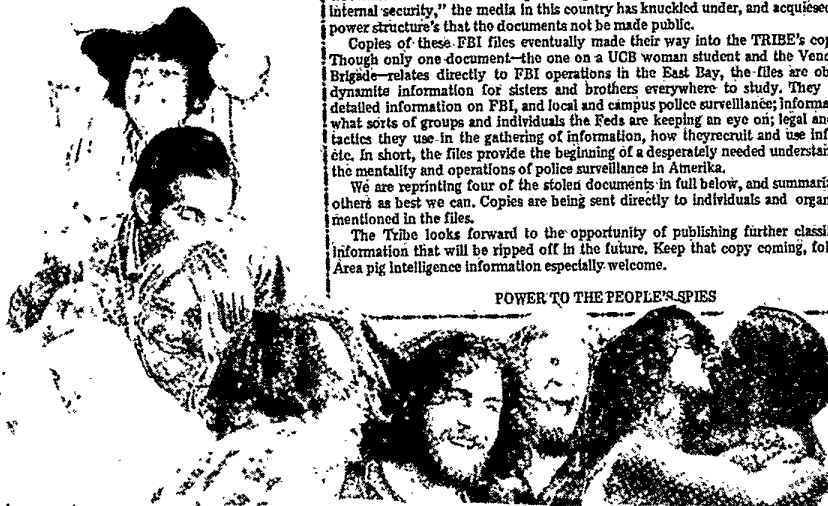 internal security," the media in this country has knuckled under, and acquiesed
power structure's that the documents not be made public.
Copies of these FBI files eventually made their way into the TRIBE's cop
Though only one document—the one on a UCB woman student and the Venc
Brigade—relates directly to FBI operations in the East Bay, the files are ob
dynamite information for sisters and brothers everywhere to study. They
detailed information on FBI, and local and campus police surveillance; informa
what sorts of groups and individuals the Feds are keeping an eye on; legal an
tactics they use in the gathering of information, how theyrecruit and use inf
etc. In short, the files provide the beginning of a desperately needed understan
the mentality and operations of police surveillance in Amerika.
We are reprinting four of the stolen documents in full below, and summari
others as best we can. Copies are being sent directly to individuals and organ
mentioned in the files.
The Tribe looks forward to the opportunity of publishing further classi
information that will be ripped off in the future. Keep that copy coming, fol
Area pig intelligence information especially welcome.
POWER TO THE PEOPLE'S SPIES